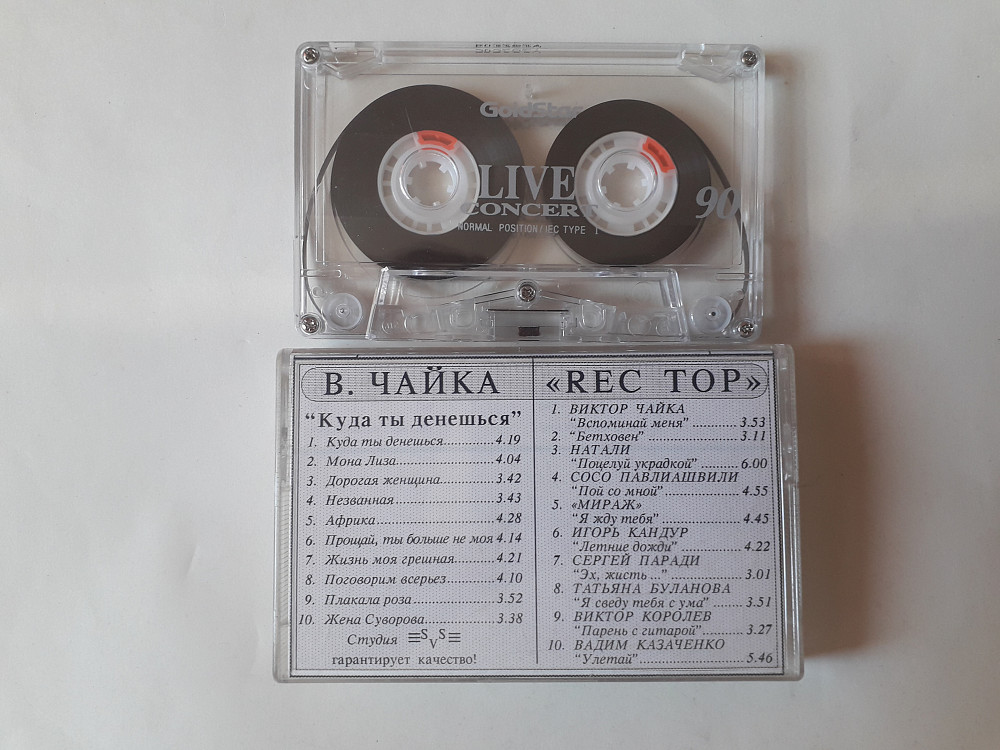 GoldStar
LIVE
CONCERT
NORMAL POSITION/IEC TYPE I
90
В. ЧАЙКА
“Куда ты денешься”
1. Куда ты денешься..............4.19
2. Мона Лиза...........................4.04
3. Дорогая женщина...............3.42
4. Незванная...........................3.43
5. Африка................................4.28
6. Прощай, ты больше не моя 4.14
7. Жизнь моя грешная............4.21
8. Поговорим всерьез.............4.10
9. Плакала роза......................3.52
10. Жена Суворова...................3.38
Студия SVS
гарантирует качество!
«REC TOP»
1. ВИКТОР ЧАЙКА
“Вспоминай меня” ..............3.53
2. “Бетховен” .......................3.11
3. НАТАЛИ
“Поцелуй украдкой” ..........6.00
4. СОСО ПАВЛИАШВИЛИ
“Пой со мной”....................4.55
5. «МИРАЖ»
“Я жду тебя” .....................4.45
6. ИГОРЬ КАНДУР
“Летние дожди” ................4.22
7. СЕРГЕЙ ПАРАДИ
“Эх, жисть ...” ....................3.01
8. ТАТЬЯНА БУЛАНОВА
“Я сведу тебя с ума” ........3.51
9. ВИКТОР КОРОЛЕВ
“Парень с гитарой”............3.27
10. ВАДИМ КАЗАЧЕНКО
“Улетай”.............................5.46